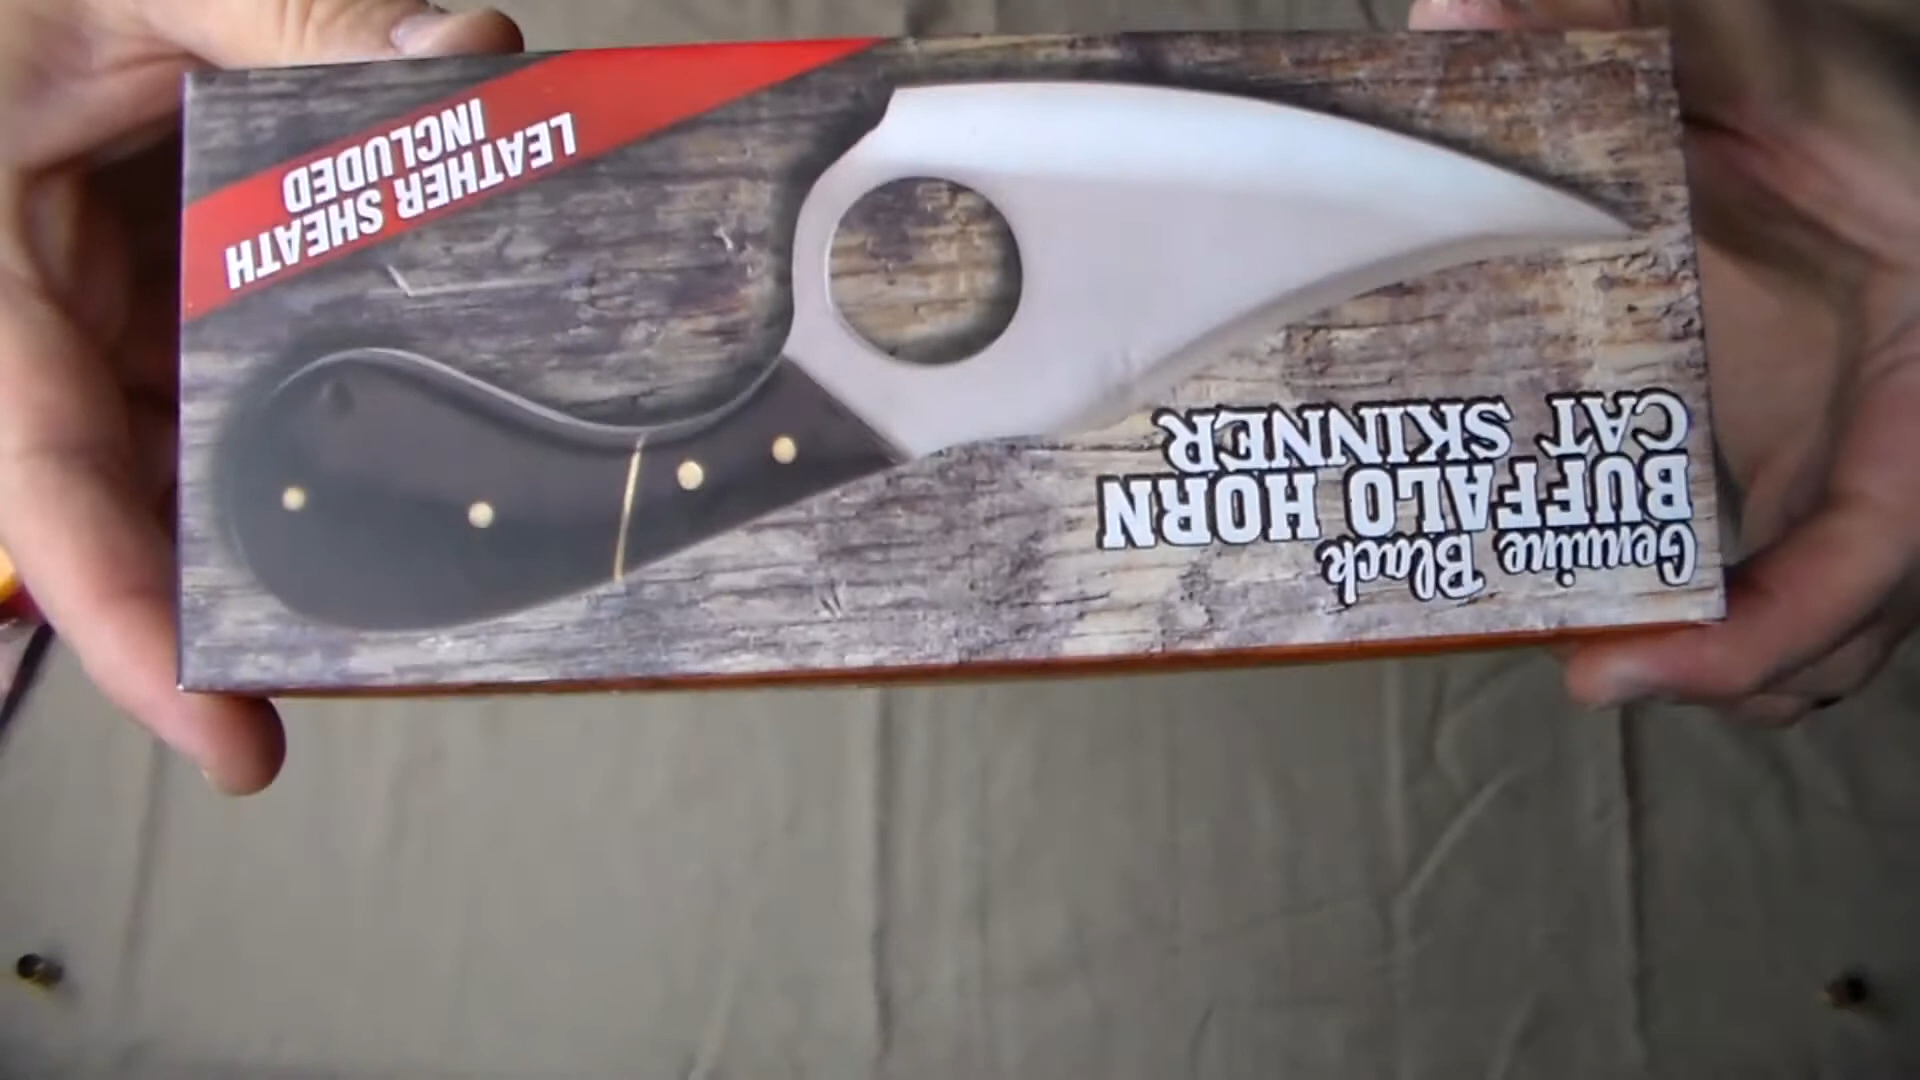 Genuine Black
BUFFALO HORN
CAT SKINNER
LEATHER SHEATH
INCLUDED